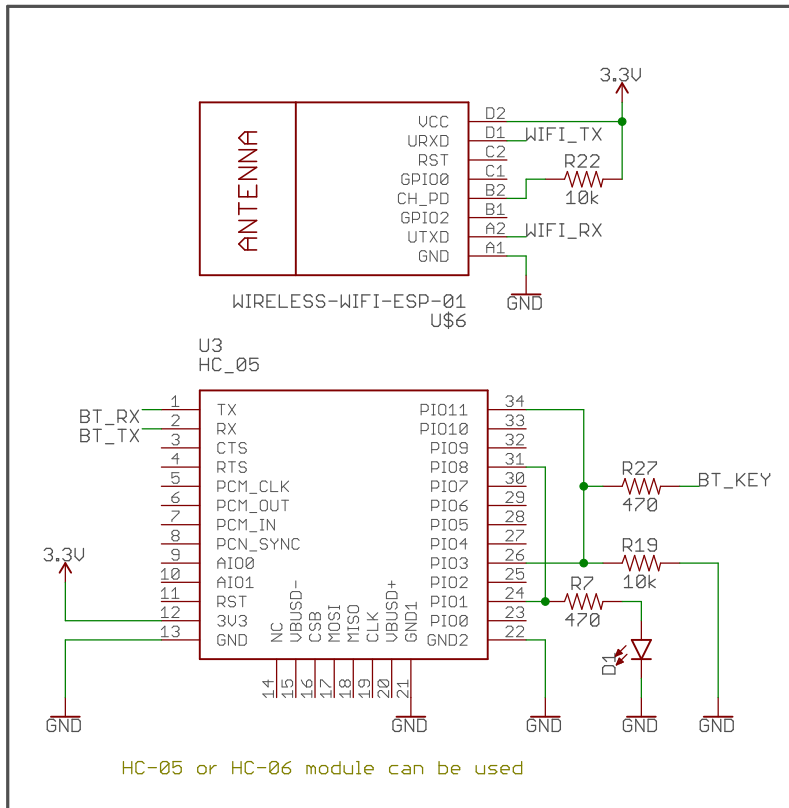 3.3V
ANTENNA
VCC D2
URXD D1 WIFI_TX
RST C2
GPIO0 C1
CH_PD B2
GPIO2 B1
UTXD A2 WIFI_RX
GND A1
R22
10k
GND
WIRELESS-WIFI-ESP-01
U$6
U3
HC_05
BT_RX 1 TX
BT_TX 2 RX
3 CTS
4 RTS
5 PCM_CLK
6 PCM_OUT
7 PCM_IN
8 PCN_SYNC
9 AIO0
10 AIO1
11 RST
12 3V3
13 GND
3.3V
GND
PIO11 34
PIO10 33
PIO9 32
PIO8 31
PIO7 30
PIO6 29
PIO5 28
PIO4 27
PIO3 26
PIO2 25
PIO1 24
PIO0 23
GND2 22
NC 14
VBUSD- 15
CSB 16
MOSI 17
MISO 18
CLK 19
VBUSD+ 20
GND1 21
R27
470
BT_KEY
R19
10k
R7
470
D1
GND
GND
GND
GND
HC-05 or HC-06 module can be used